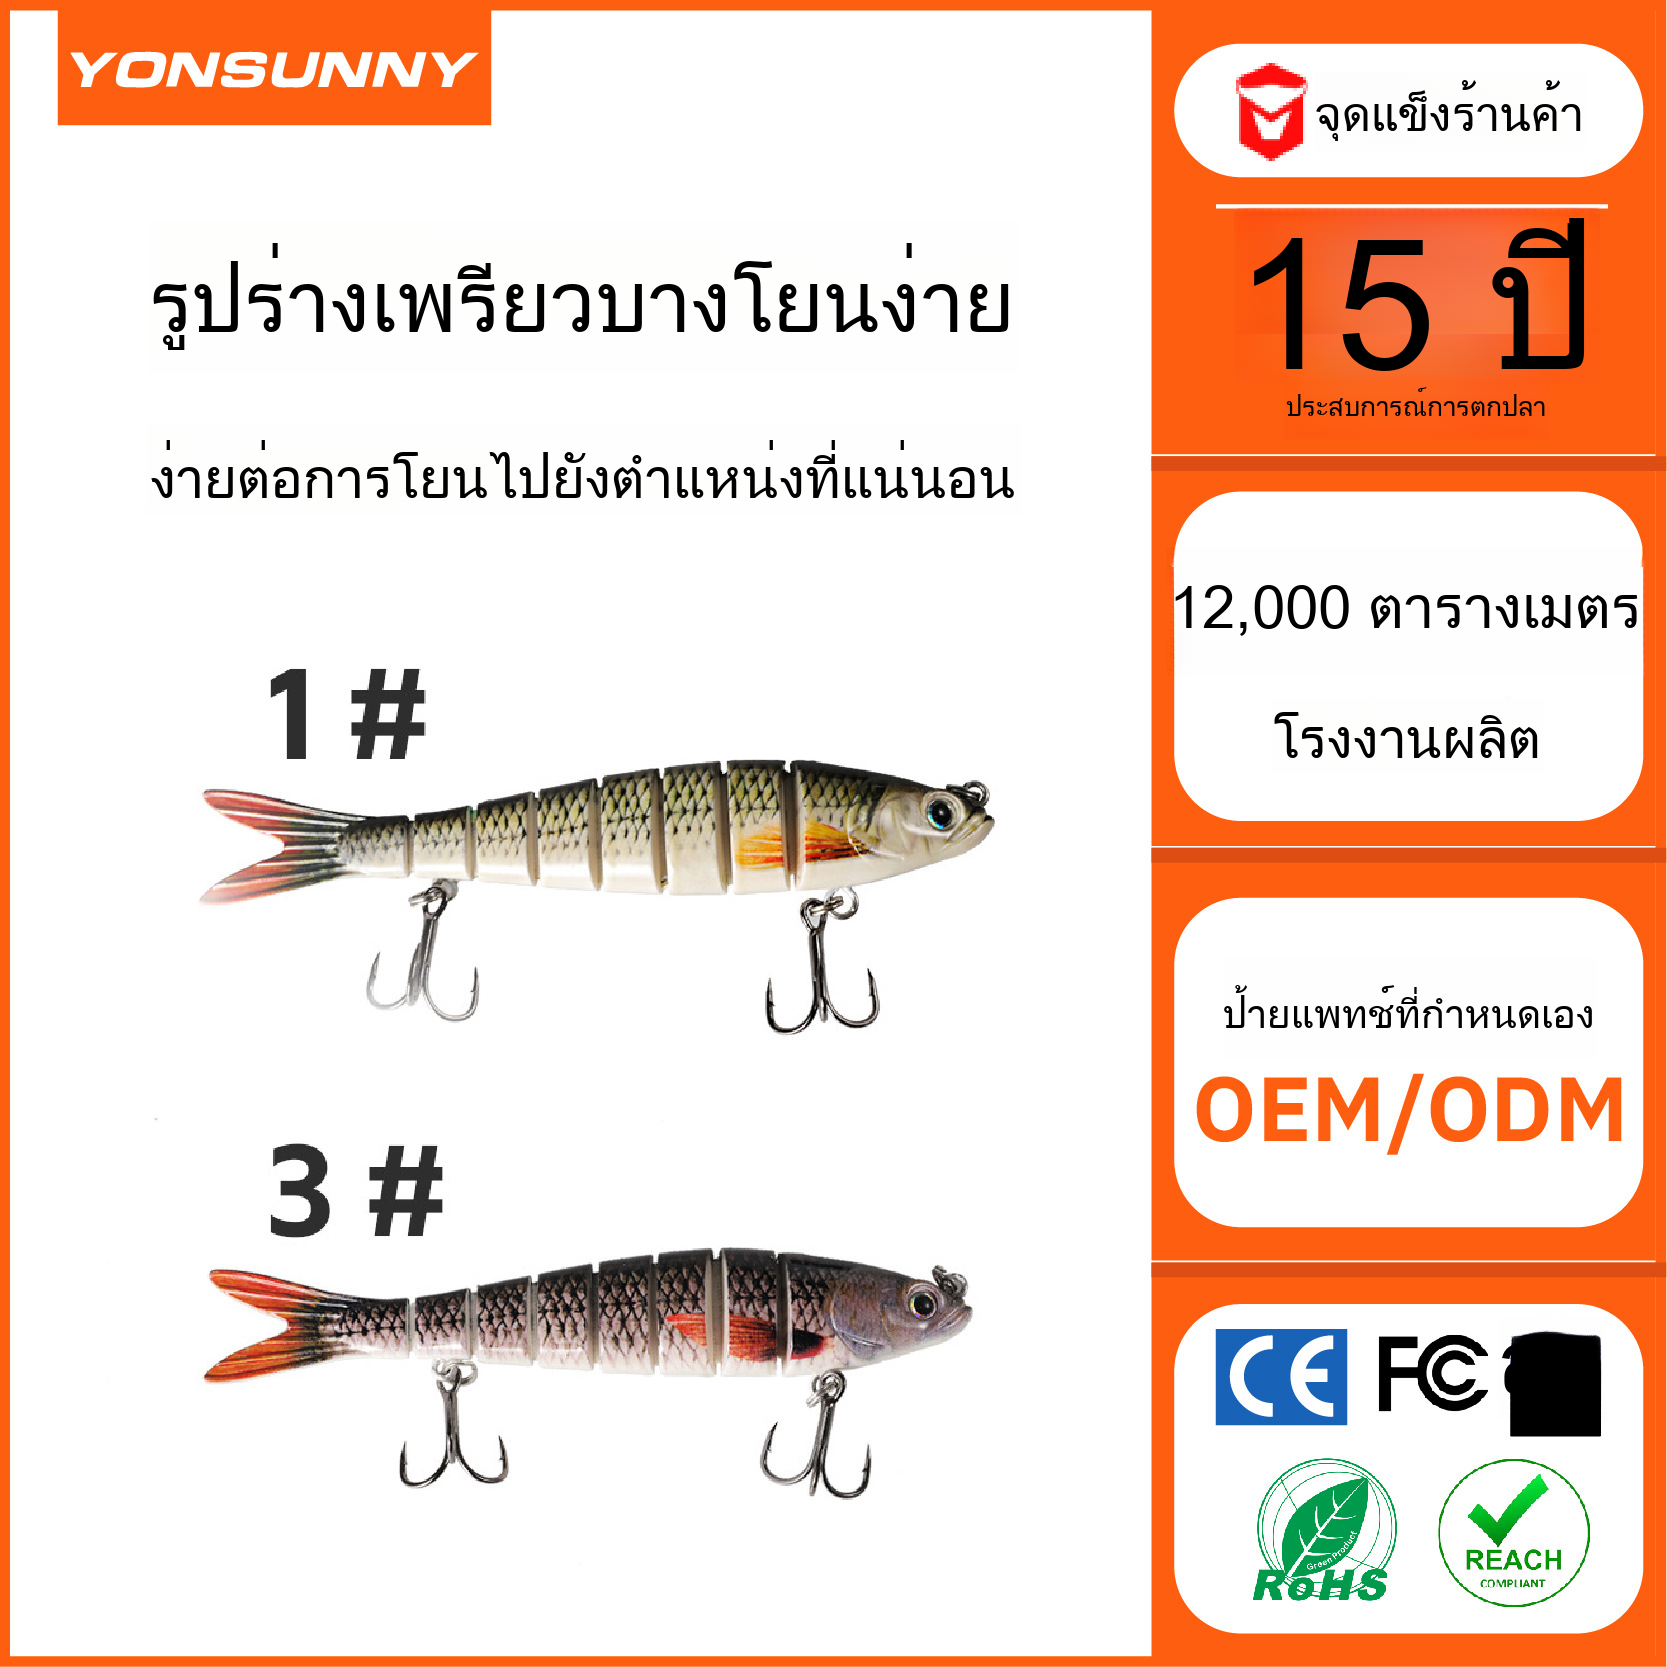 YONSUNNY
รูปร่างเพรียวบางโยนง่าย
ง่ายต่อการโยนไปยังตำแหน่งที่แน่นอน
1 #
3 #
จุดแข็งร้านค้า
15 ปี
ประสบการณ์การตกปลา
12,000 ตารางเมตร
โรงงานผลิต
ป้ายแพทช์ที่กำหนดเอง
OEM/ODM
CE FC
Green Product
RoHS
REACH
COMPLIANT